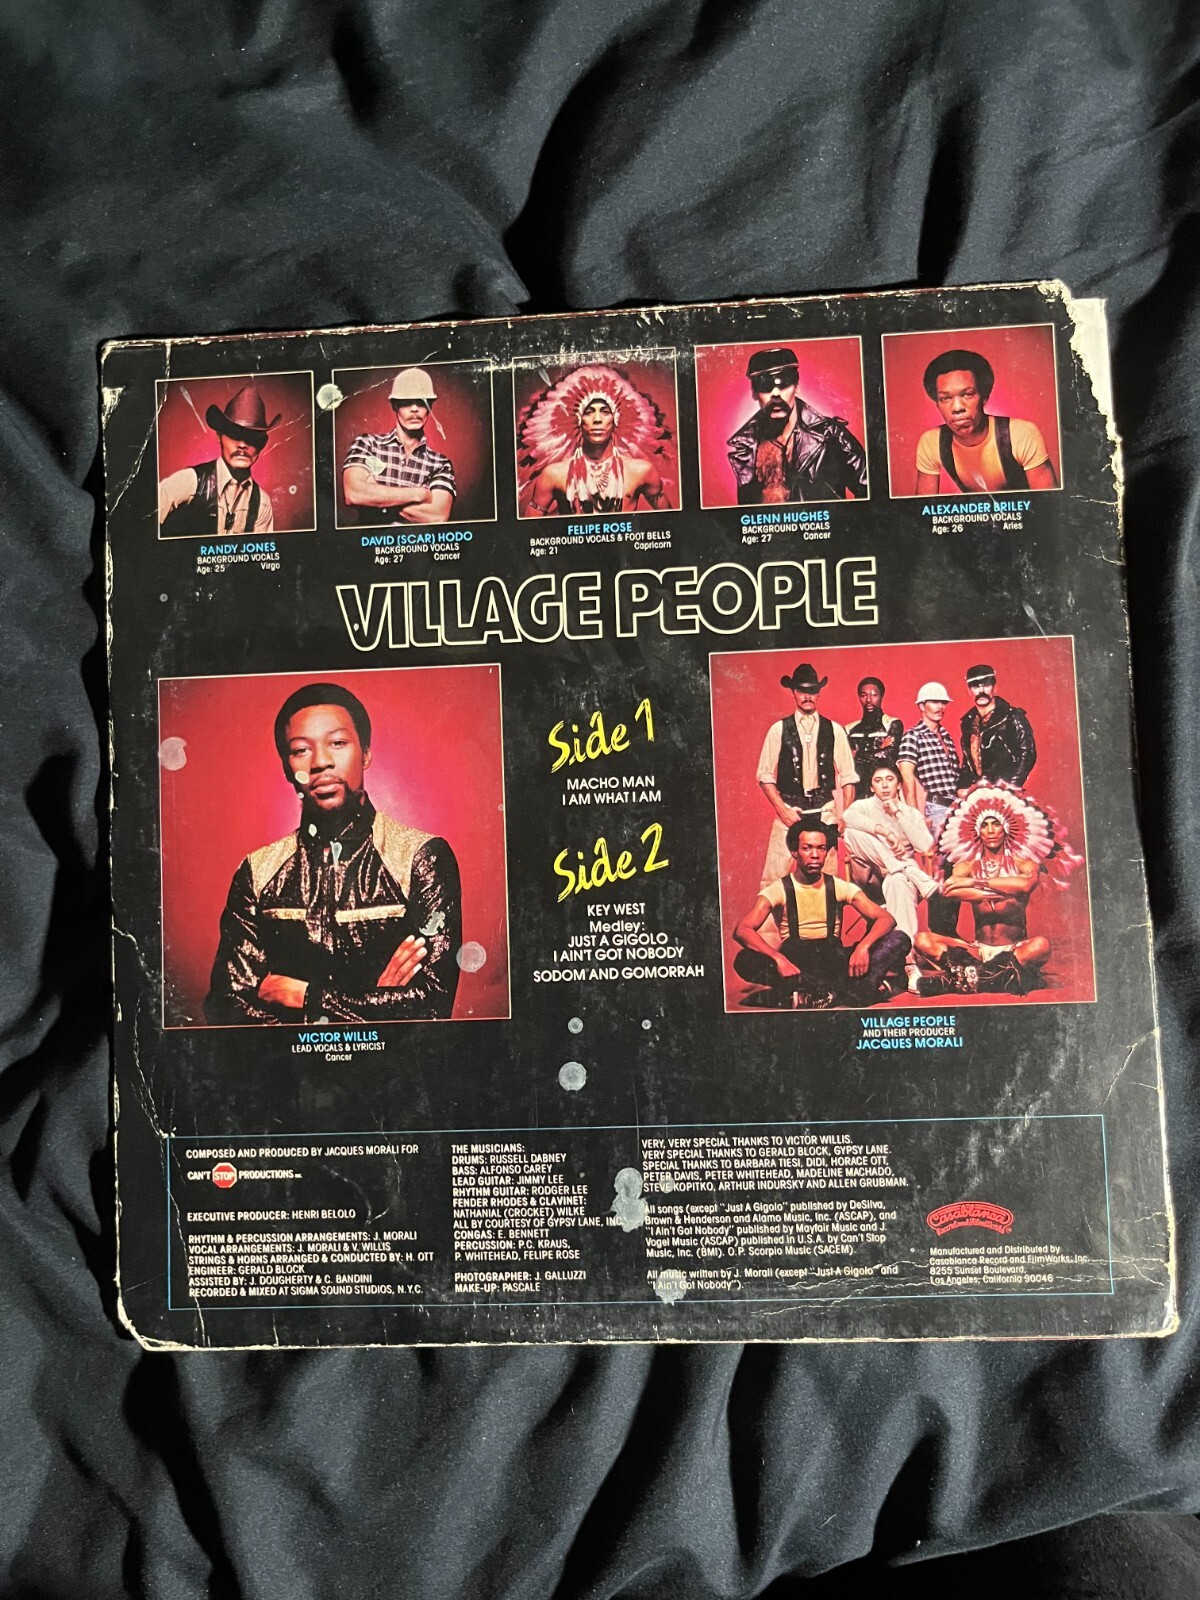 RANDY JONES
BACKGROUND VOCALS
Age: 25 Virgo
DAVID (SCAR) HODO
BACKGROUND VOCALS
Age: 27 Cancer
FELIPE ROSE
BACKGROUND VOCALS & FOOT BELLS
Age: 21 Capricorn
GLENN HUGHES
BACKGROUND VOCALS
Age: 27 Cancer
ALEXANDER BRILEY
BACKGROUND VOCALS
Age: 26 Aries
VILLAGE PEOPLE
VICTOR WILLIS
LEAD VOCALS & LYRICIST
Cancer
Side 1
MACHO MAN
I AM WHAT I AM
Side 2
KEY WEST
Medley:
JUST A GIGOLO
I AIN'T GOT NOBODY
SODOM AND GOMORRAH
VILLAGE PEOPLE
AND THEIR PRODUCER
JACQUES MORALI
COMPOSED AND PRODUCED BY JACQUES MORALI FOR
CAN'T STOP PRODUCTIONS INC.
EXECUTIVE PRODUCER: HENRI BELOLO
RHYTHM & PERCUSSION ARRANGEMENTS: J. MORALI
VOCAL ARRANGEMENTS: J. MORALI & V. WILLIS
STRINGS & HORNS ARRANGED & CONDUCTED BY: H. OTT
ENGINEER: GERALD BLOCK
ASSISTED BY: J. DOUGHERTY & C. BANDINI
RECORDED & MIXED AT SIGMA SOUND STUDIOS, N.Y.C.
THE MUSICIANS:
DRUMS: RUSSELL DABNEY
BASS: ALFONSO CAREY
LEAD GUITAR: JIMMY LEE
RHYTHM GUITAR: RODGER LEE
FENDER RHODES & CLAVINET:
NATHANIAL (CROCKET) WILKE
ALL BY COURTESY OF GYPSY LANE, INC.
CONGAS: E. BENNETT
PERCUSSION: P.C. KRAUS,
P. WHITEHEAD, FELIPE ROSE
PHOTOGRAPHER: J. GALLUZZI
MAKE-UP: PASCALE
VERY, VERY SPECIAL THANKS TO VICTOR WILLIS.
VERY SPECIAL THANKS TO GERALD BLOCK, GYPSY LANE.
SPECIAL THANKS TO BARBARA TIESI, DIDI, HORACE OTT,
PETER DAVIS, PETER WHITEHEAD, MADELINE MACHADO,
STEVE KOPITKO, ARTHUR INDURSKY AND ALLEN GRUBMAN.
All songs (except "Just A Gigolo" published by DeSilva,
Brown & Henderson and Alamo Music, Inc. (ASCAP), and
"I Ain't Got Nobody" published by Mayfair Music and J.
Vogel Music (ASCAP) published in U.S.A. by Can't Stop
Music, Inc. (BMI). O.P. Scorpio Music (SACEM).
All music written by J. Morali (except "Just A Gigolo" and
"I Ain't Got Nobody").
Casablanca
Record and FilmWorks
Manufactured and Distributed by
Casablanca Record and FilmWorks, Inc.
8255 Sunset Boulevard,
Los Angeles, California 90046